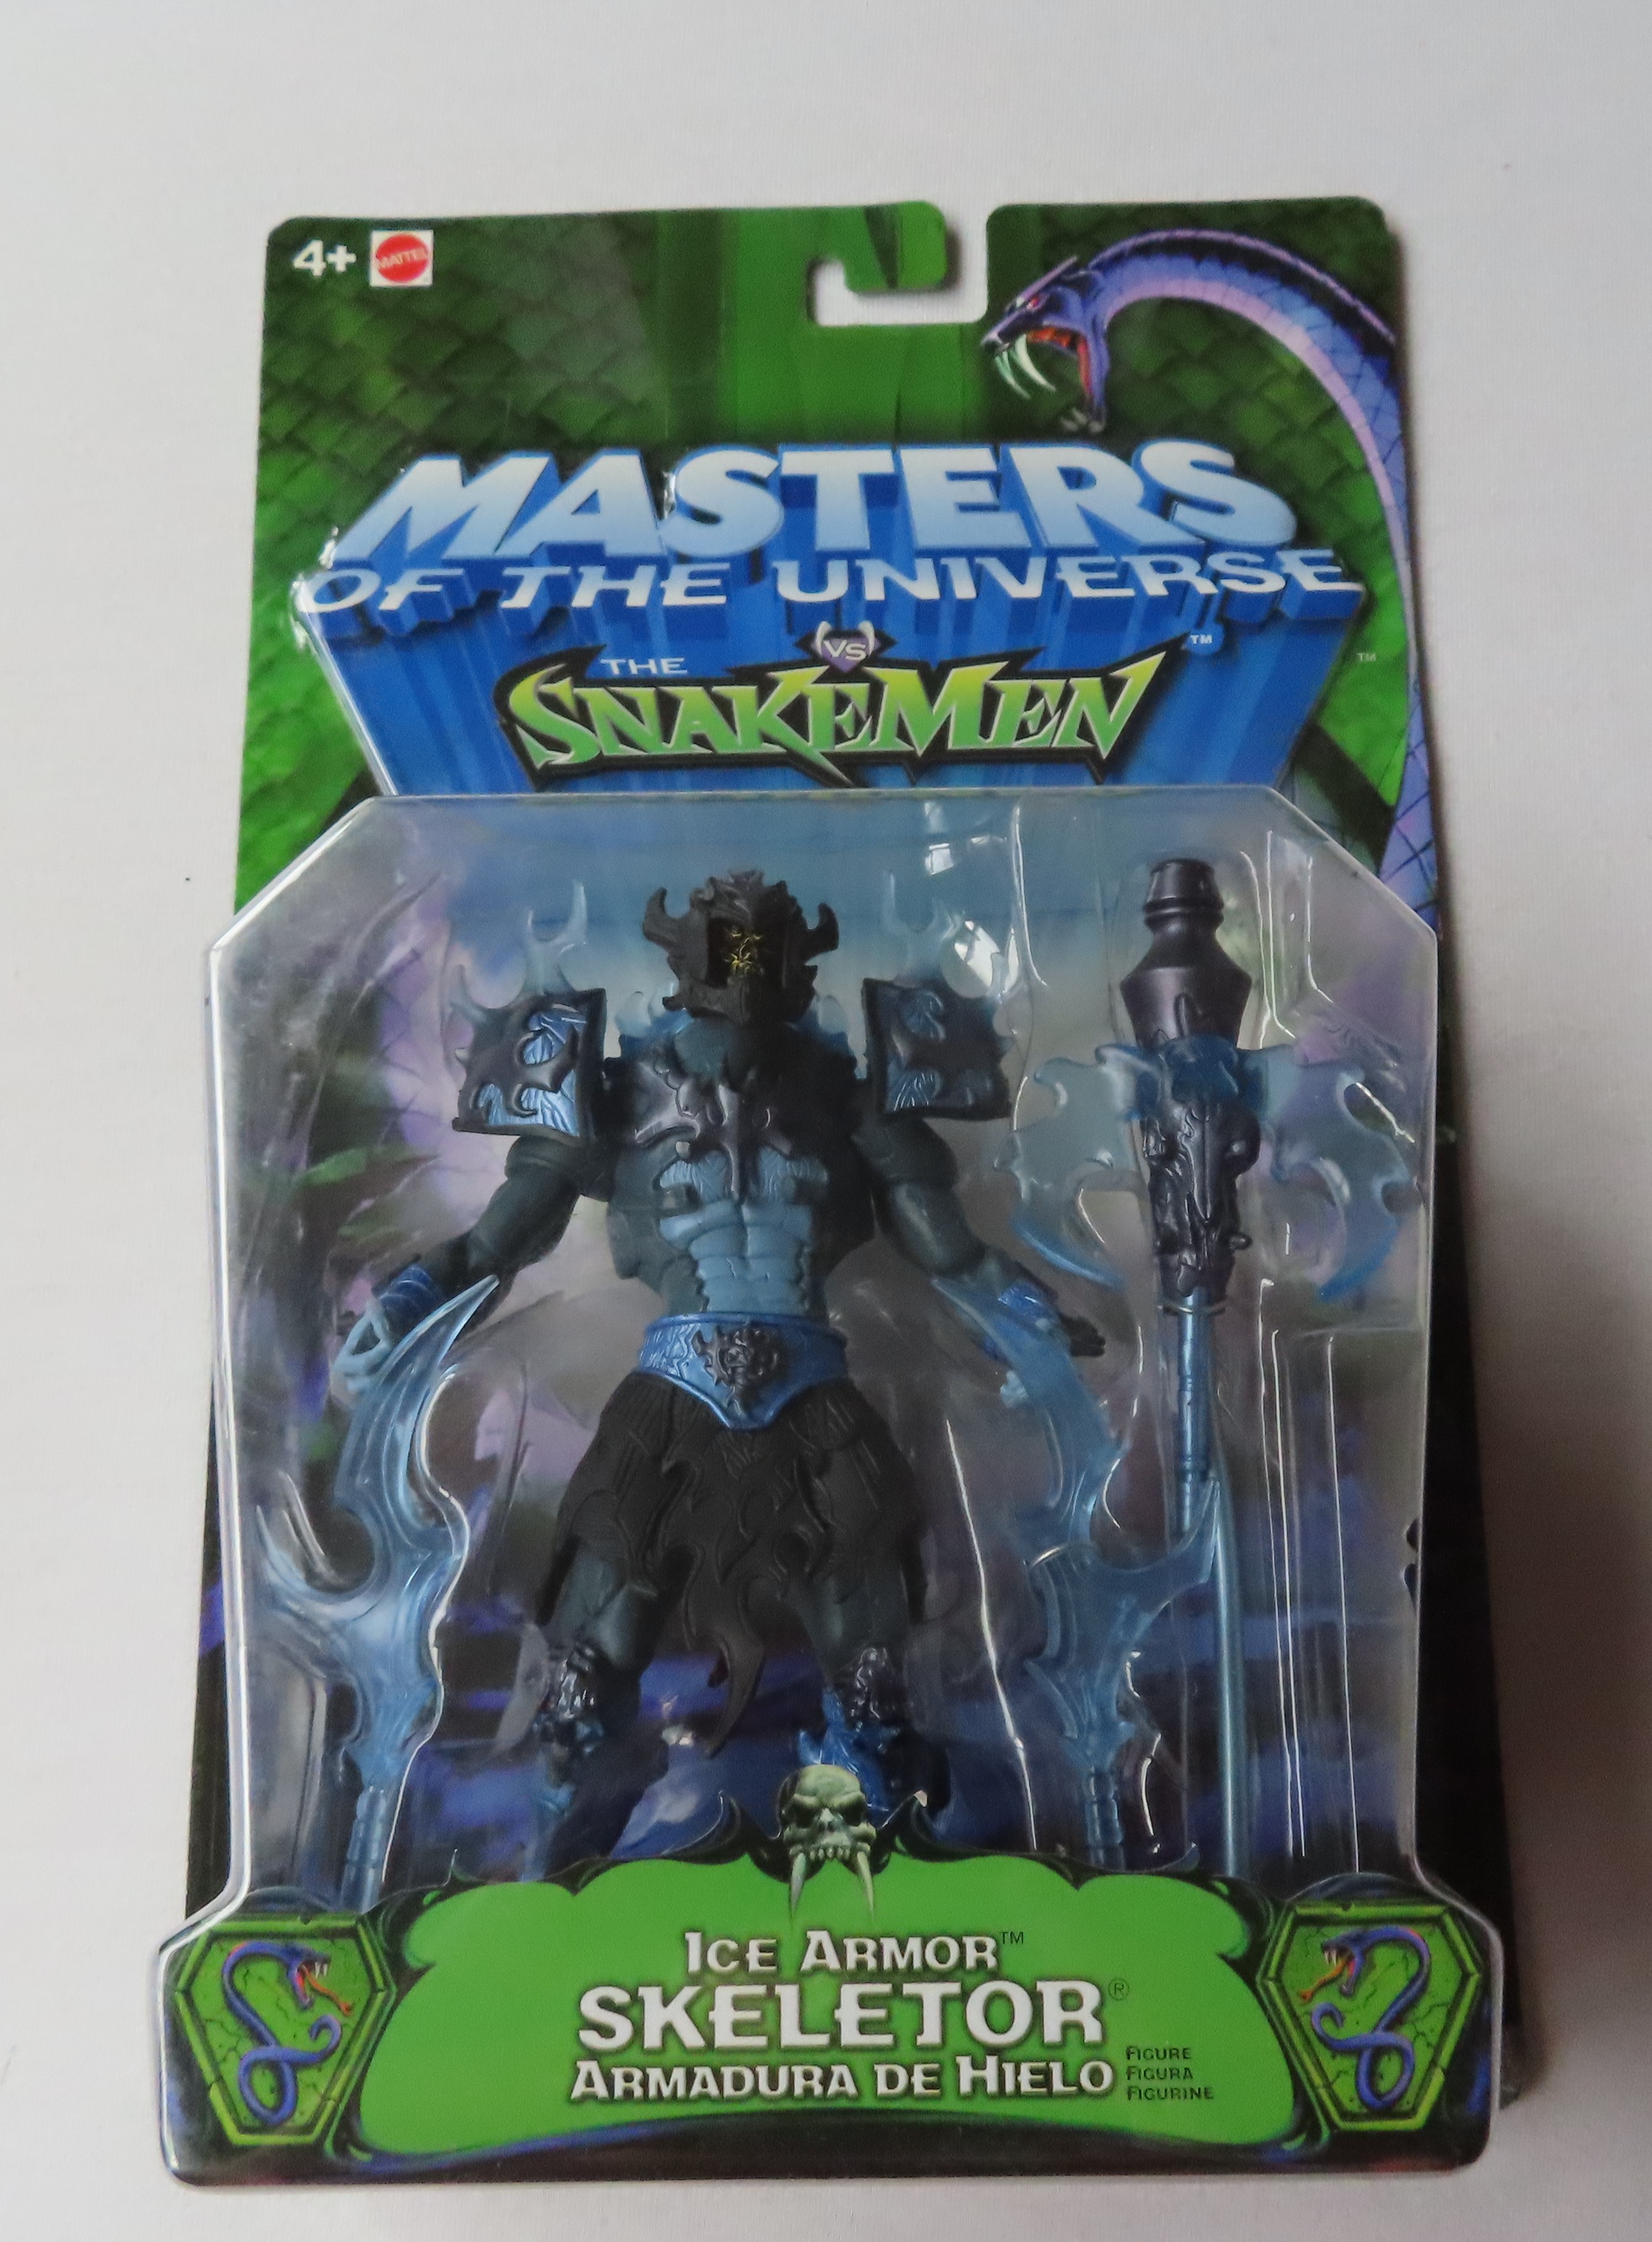 4+
MATTEL
MASTERS
OF THE UNIVERSE
VS ™
THE
SNAKEMEN
™
ICE ARMOR™
SKELETOR®
ARMADURA DE HIELO
FIGURE
FIGURA
FIGURINE